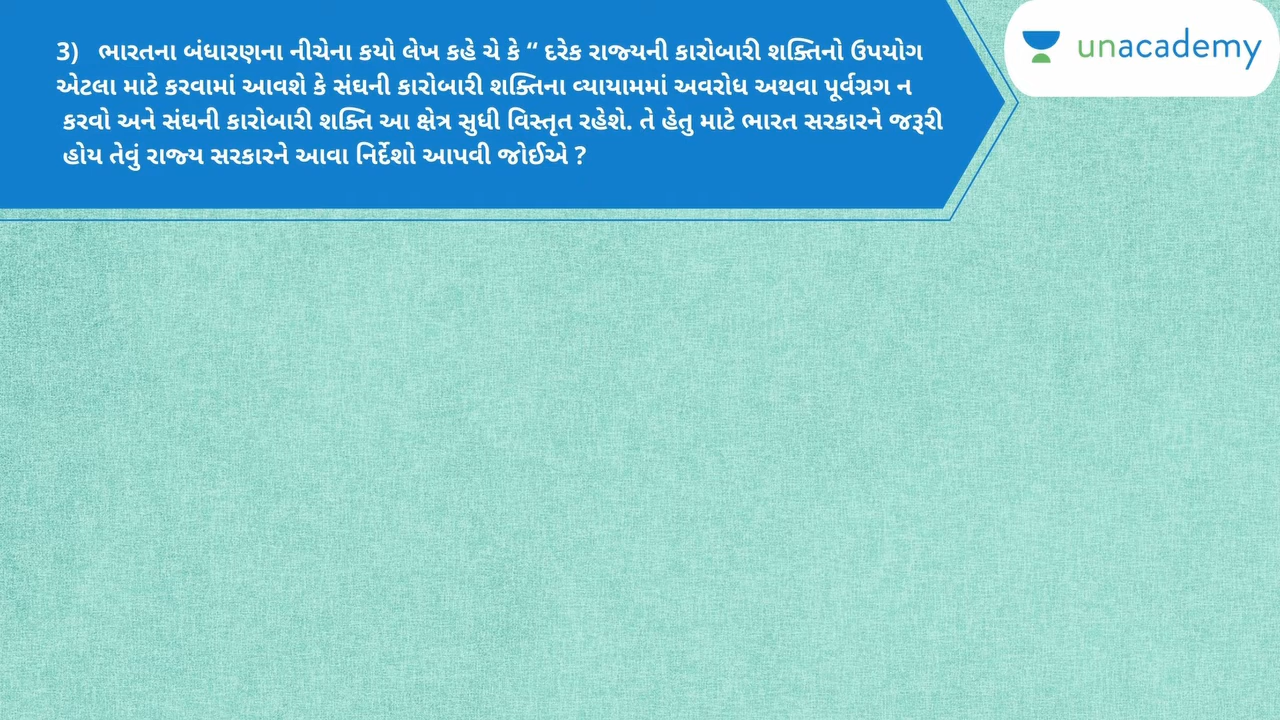 3) ભારતના બંધારણના નીચેના કયો લેખ કહે ચે કે “ દરેક રાજ્યની કારોબારી શક્તિનો ઉપયોગ
એટલા માટે કરવામાં આવશે કે સંઘની કારોબારી શક્તિના વ્યાયામમાં અવરોધ અથવા પૂર્વગ્રગ ન
કરવો અને સંઘની કારોબારી શક્તિ આ ક્ષેત્ર સુધી વિસ્તૃત રહેશે. તે હેતુ માટે ભારત સરકારને જરૂરી
હોય તેવું રાજ્ય સરકારને આવા નિર્દેશો આપવી જોઈએ ?
unacademy